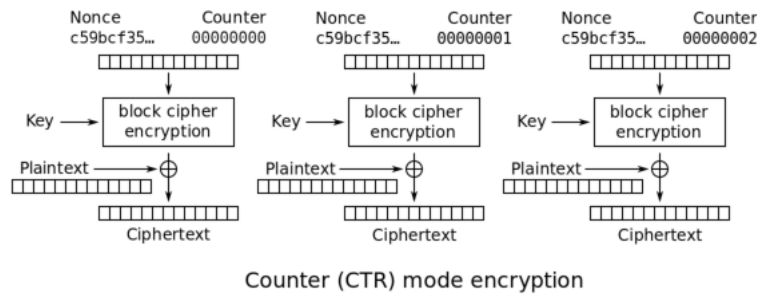 Nonce Counter Nonce Counter Nonce Counter
c59bcf35… 00000000 c59bcf35… 00000001 c59bcf35… 00000002
block cipher block cipher block cipher
Key encryption Key encryption Key encryption
Plaintext Plaintext Plaintext
Ciphertext Ciphertext Ciphertext
Counter (CTR) mode encryption